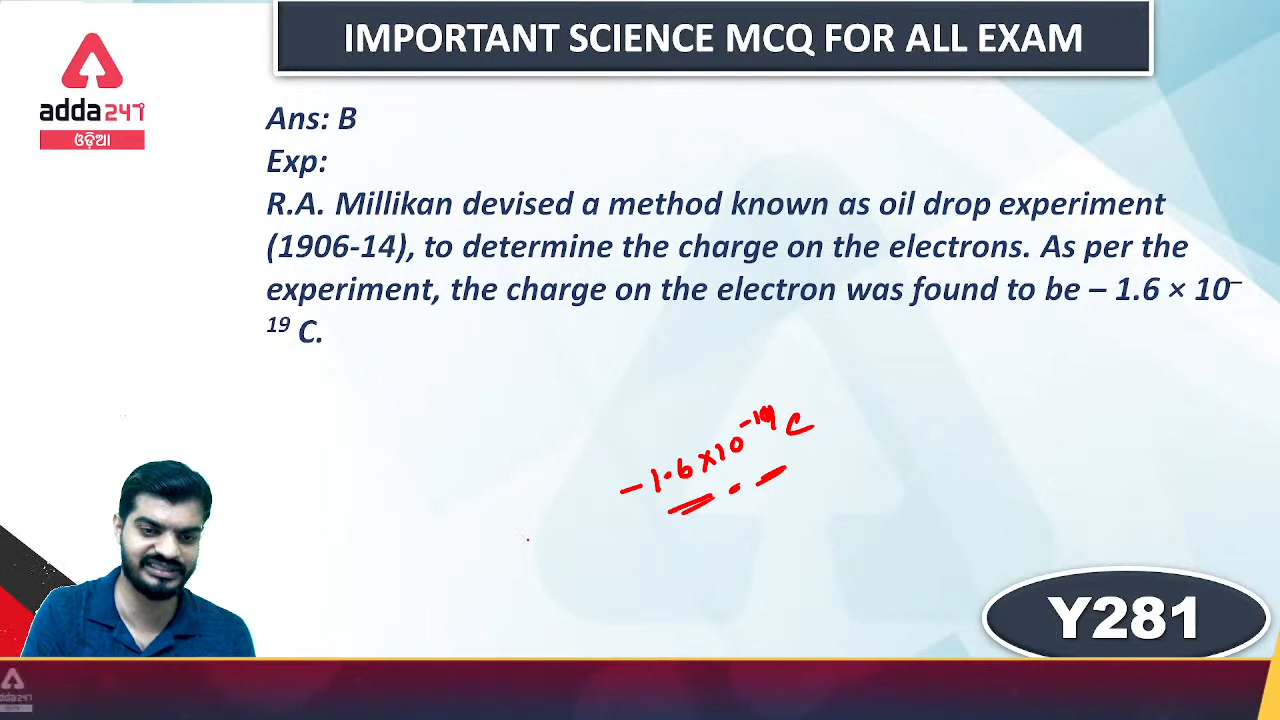 IMPORTANT SCIENCE MCQ FOR ALL EXAM
adda247
ଓଡ଼ିଆ
Ans: B
Exp:
R.A. Millikan devised a method known as oil drop experiment
(1906-14), to determine the charge on the electrons. As per the
experiment, the charge on the electron was found to be – 1.6 × 10–
19 C.
-1.6×10-19 C
Y281
adda247